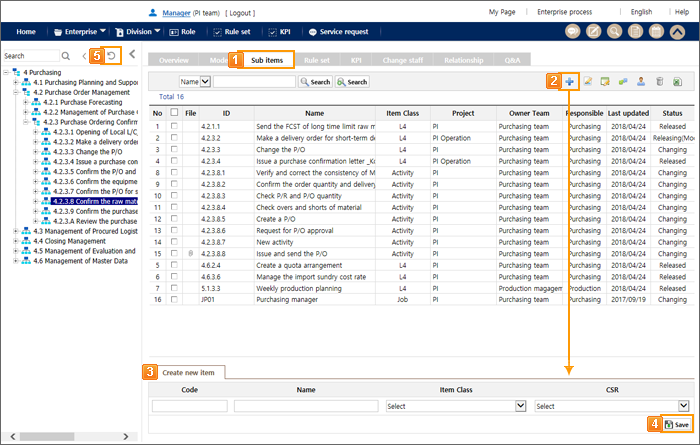 Manager (PI team) [ Logout ]
My Page Enterprise process English Help
Home Enterprise Division Role Rule set KPI Service request
Search
5
4 Purchasing
4.1 Purchasing Planning and Suppo
4.2 Purchase Order Management
4.2.1 Purchase Forecasting
4.2.2 Management of Purchase
4.2.3 Purchase Ordering Confirm
4.2.3.1 Opening of Local L/C,
4.2.3.2 Make a delivery order
4.2.3.3 Change the P/O
4.2.3.4 Issue a purchase con
4.2.3.5 Confirm the P/O and
4.2.3.6 Confirm the equipme
4.2.3.7 Confirm the P/O for s
4.2.3.8 Confirm the raw mate
4.2.3.9 Confirm the purchase
4.2.3.A Review the purchase
4.3 Management of Procured Logist
4.4 Closing Management
4.5 Management of Evaluation and
4.6 Management of Master Data
Overview 1 Sub items Rule set KPI Change staff Relationship Q&A
Name Search Search 2
Total 16
No File ID Name Item Class Project Owner Team Responsible Last updated Status
1 4.2.1.1 Send the FCST of long time limit raw m L4 PI Purchasing team Purchasing 2018/04/24 Released
2 4.2.3.2 Make a delivery order for short-term de L4 PI Operation Purchasing team Purchasing 2018/04/24 Releasing(Mod
3 4.2.3.3 Change the P/O L4 PI Purchasing team Purchasing 2018/04/24 Changing
4 4.2.3.4 Issue a purchase confirmation letter _Ko L4 PI Operation Purchasing team Purchasing 2018/04/24 Released
8 4.2.3.8.1 Verify and correct the consistency of M Activity PI Purchasing team Purchasing 2018/04/24 Changing
9 4.2.3.8.2 Confirm the order quantity and delivery Activity PI Purchasing team Purchasing 2018/04/24 Changing
10 4.2.3.8.3 Check P/R and P/O quantity Activity PI Purchasing team Purchasing 2018/04/24 Changing
11 4.2.3.8.4 Check overs and shorts of material Activity PI Purchasing team Purchasing 2018/04/24 Changing
12 4.2.3.8.5 Create a P/O Activity PI Purchasing team Purchasing 2018/04/24 Changing
13 4.2.3.8.6 Request for P/O approval Activity PI Purchasing team Purchasing 2018/04/24 Changing
14 4.2.3.8.7 New activity Activity PI Purchasing team Purchasing 2018/04/24 Changing
15 4.2.3.8.8 Issue and send the P/O Activity PI Purchasing team Purchasing 2018/04/24 Changing
5 4.6.2.4 Create a quota arrangement L4 PI Purchasing team Purchasing 2018/04/24 Released
6 4.6.3.6 Manage the import sundry cost rate L4 PI Purchasing team Purchasing 2018/04/24 Released
7 5.1.3.3 Weekly production planning L4 PI Production magagem Production 2018/04/24 Released
16 JP01 Purchasing manager Job PI Purchasing team Purchasing 2017/09/19 Changing
3 Create new item
Code Name Item Class CSR
Select Select
4 Save